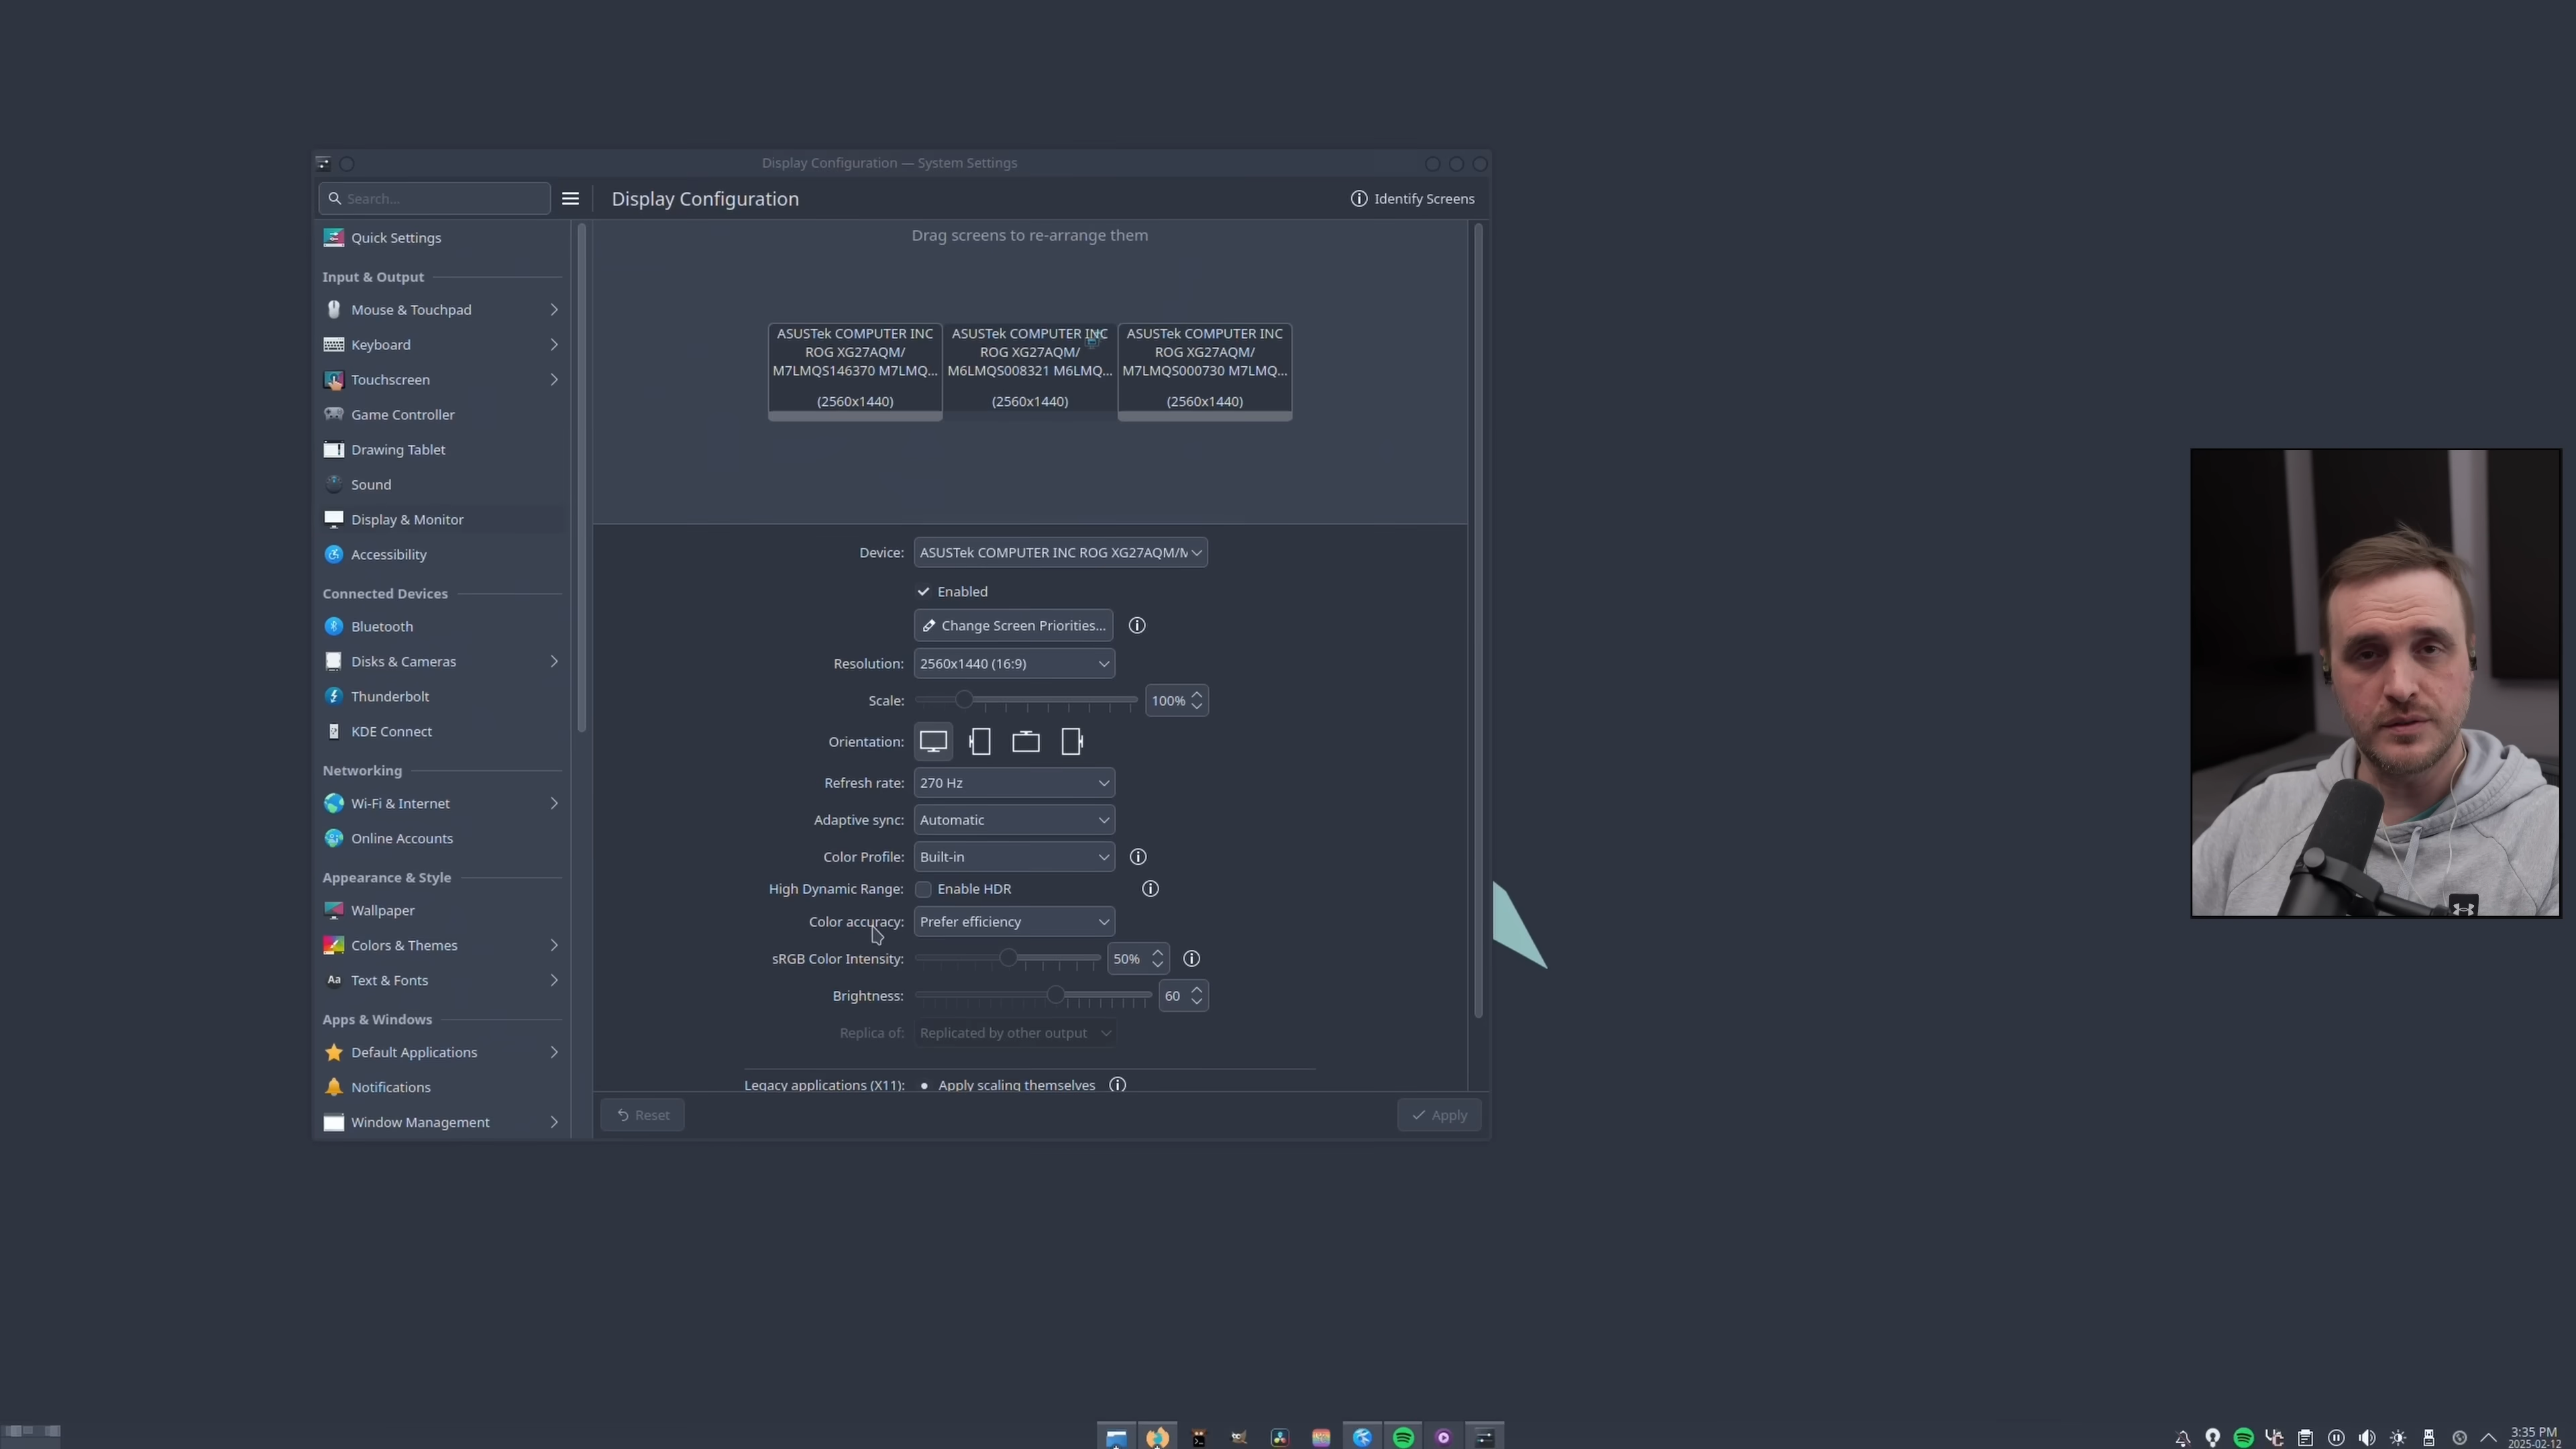 Display Configuration — System Settings
Search...
Display Configuration
Identify Screens
Quick Settings
Input & Output
Mouse & Touchpad
Keyboard
Touchscreen
Game Controller
Drawing Tablet
Sound
Display & Monitor
Accessibility
Connected Devices
Bluetooth
Disks & Cameras
Thunderbolt
KDE Connect
Networking
Wi-Fi & Internet
Online Accounts
Appearance & Style
Wallpaper
Colors & Themes
Aa Text & Fonts
Apps & Windows
Default Applications
Notifications
Window Management
Drag screens to re-arrange them
ASUSTek COMPUTER INC
ROG XG27AQM/
M7LMQS146370 M7LMQ...
(2560x1440)
ASUSTek COMPUTER INC
ROG XG27AQM/
M6LMQS008321 M6LMQ...
(2560x1440)
ASUSTek COMPUTER INC
ROG XG27AQM/
M7LMQS000730 M7LMQ...
(2560x1440)
Device: ASUSTek COMPUTER INC ROG XG27AQM/M
Enabled
Change Screen Priorities...
Resolution: 2560x1440 (16:9)
Scale: 100%
Orientation:
Refresh rate: 270 Hz
Adaptive sync: Automatic
Color Profile: Built-in
High Dynamic Range: Enable HDR
Color accuracy: Prefer efficiency
sRGB Color Intensity: 50%
Brightness: 60
Replica of: Replicated by other output
Legacy applications (X11): Apply scaling themselves
Reset
Apply
3:35 PM
2025-02-12